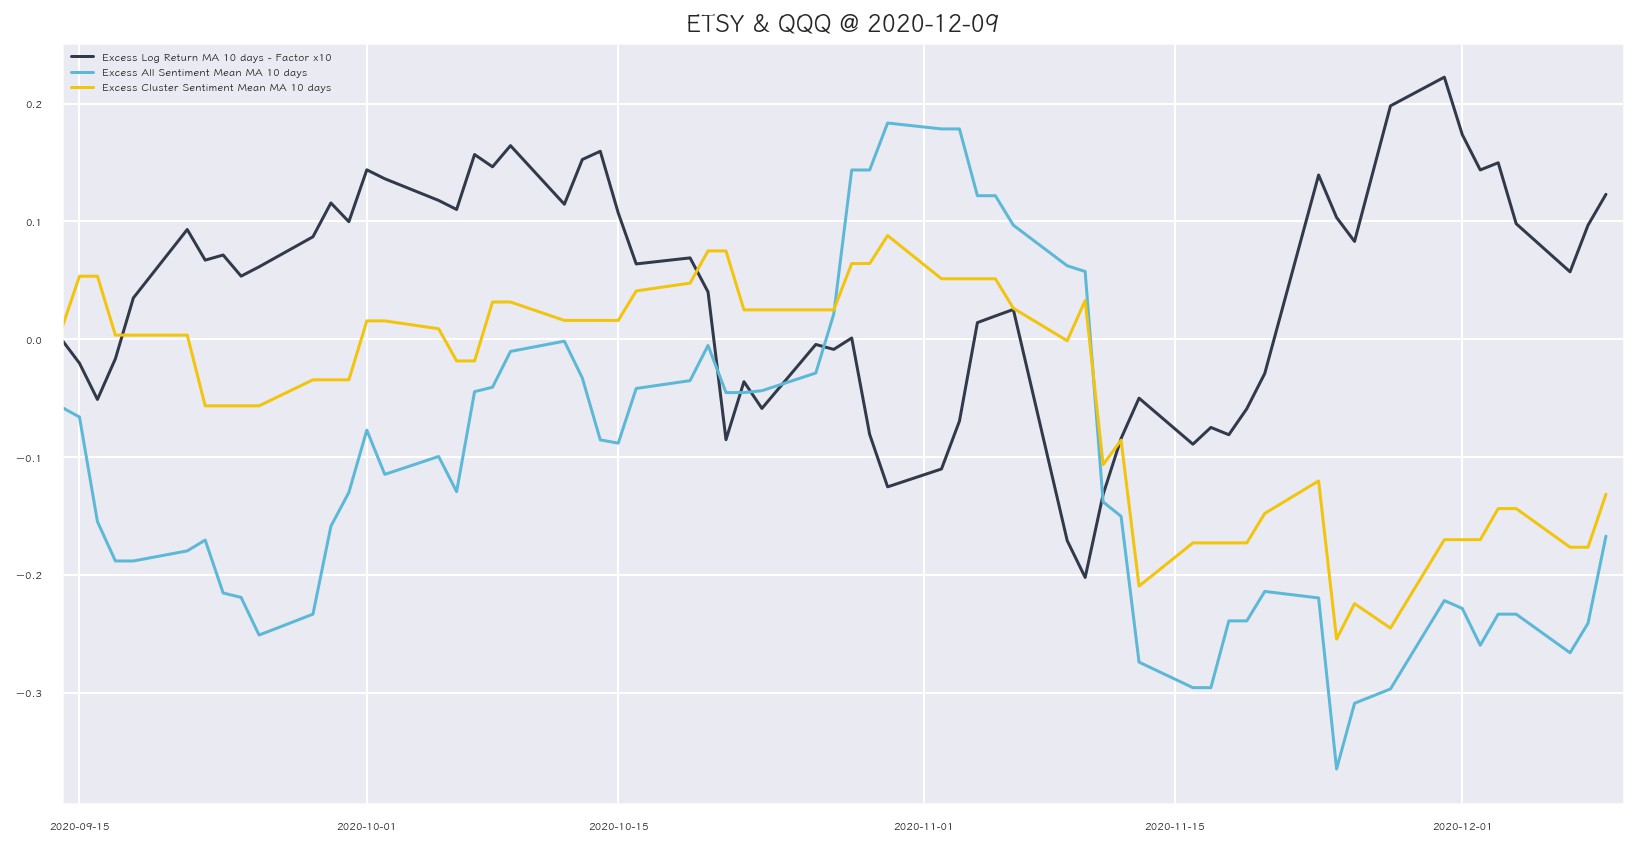 ETSY & QQQ @ 2020-12-09
Excess Log Return MA 10 days - Factor x10
Excess All Sentiment Mean MA 10 days
Excess Cluster Sentiment Mean MA 10 days
0.2
0.1
0.0
−0.1
−0.2
−0.3
2020-09-15 2020-10-01 2020-10-15 2020-11-01 2020-11-15 2020-12-01